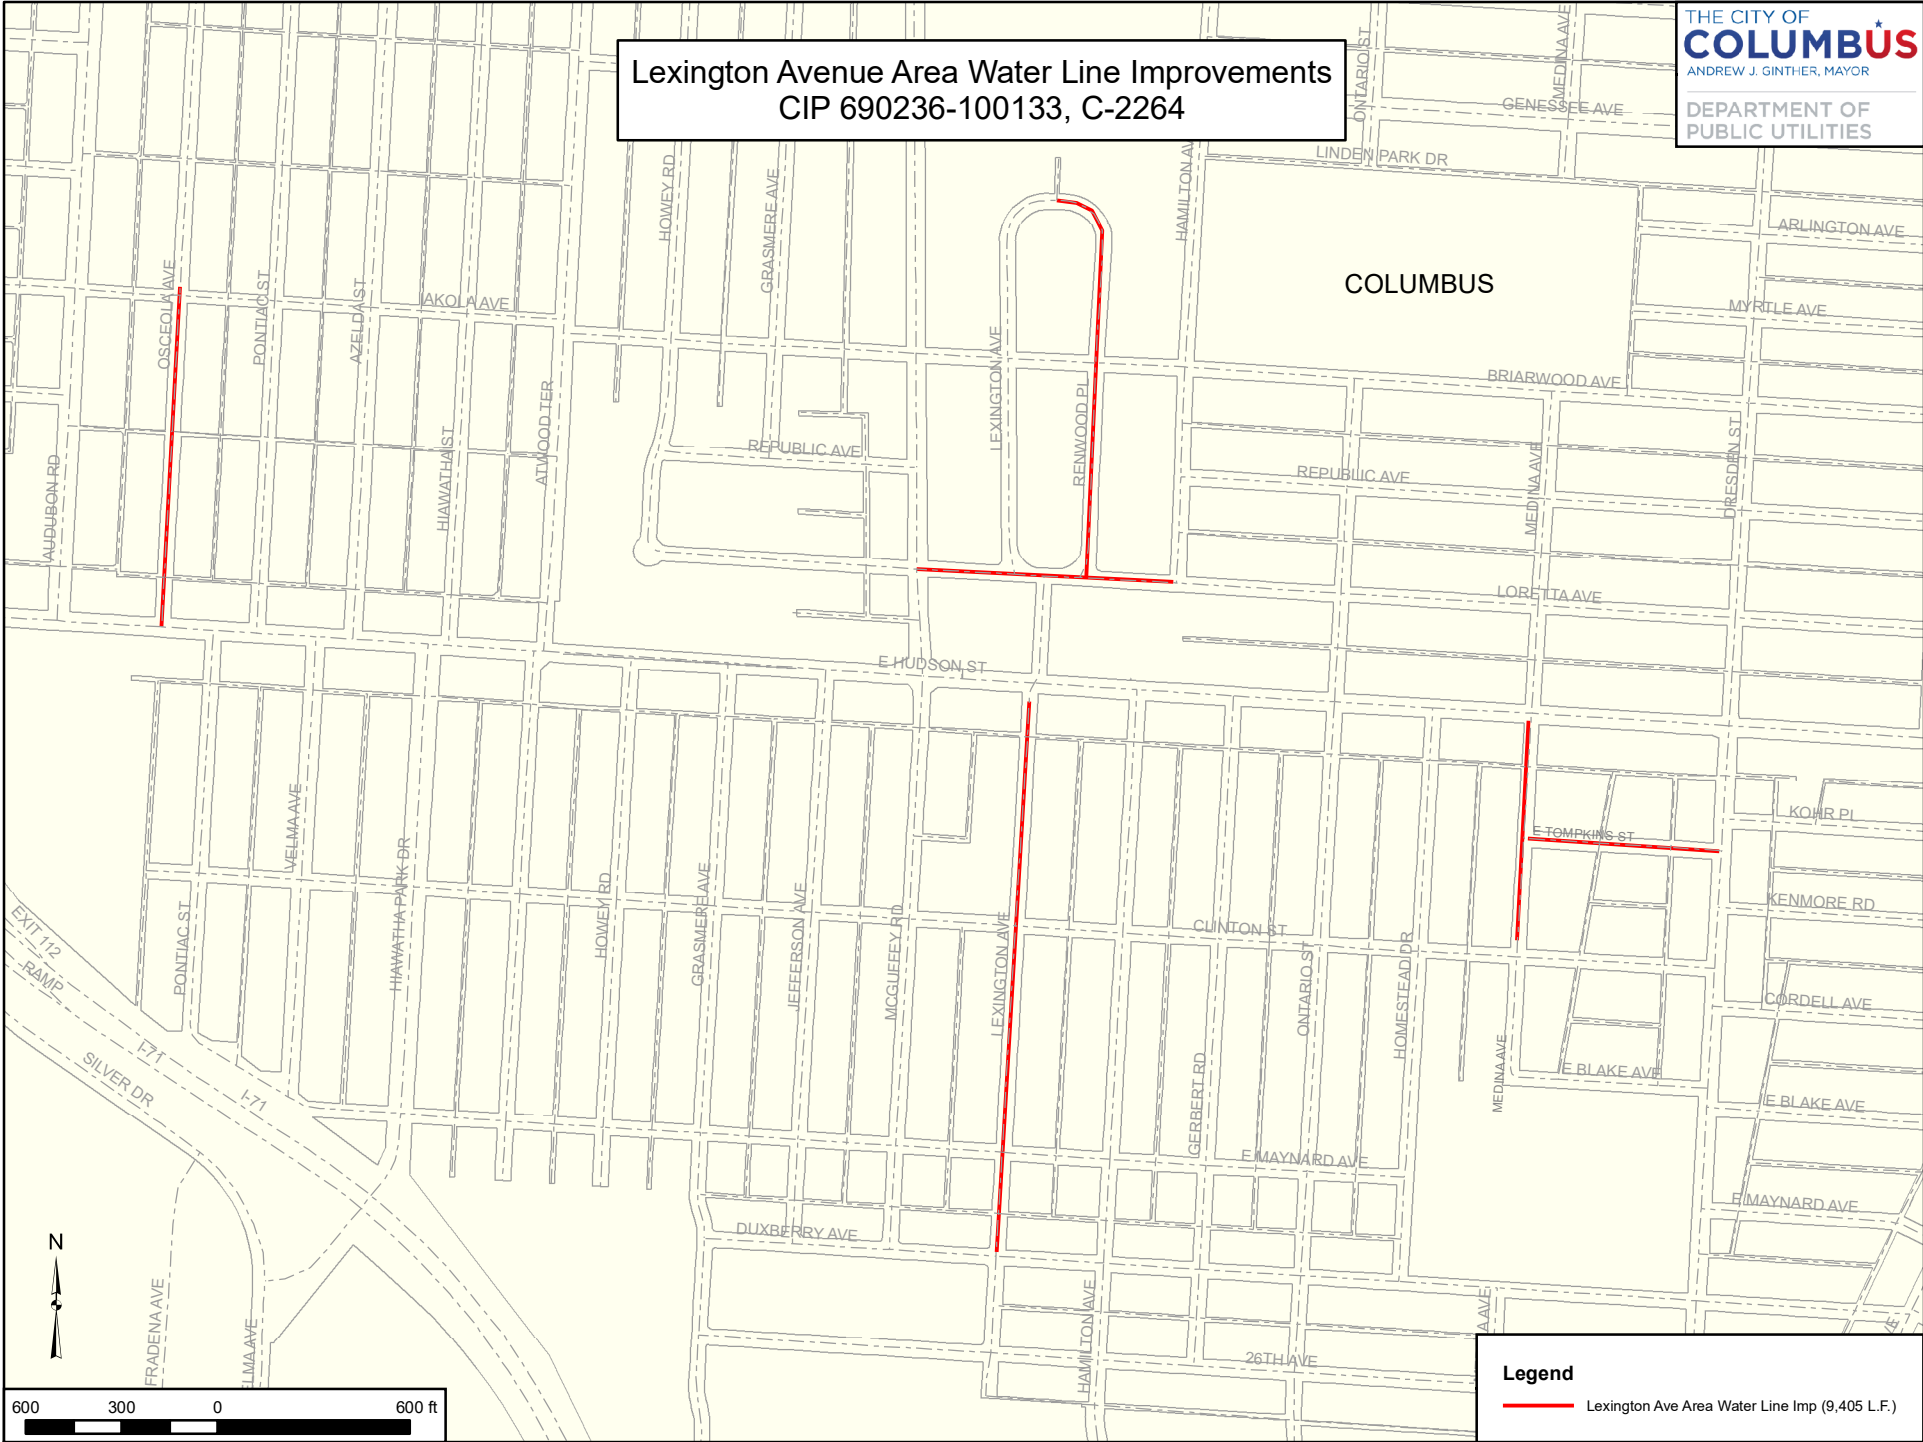 Lexington Avenue Area Water Line Improvements
CIP 690236-100133, C-2264
THE CITY OF
COLUMBUS
ANDREW J. GINTHER, MAYOR
DEPARTMENT OF
PUBLIC UTILITIES
ONTARIO ST
MEDINA AVE
GENESSEE AVE
LINDEN PARK DR
HOWEY RD
GRASMERE AVE
HAMILTON AV
ARLINGTON AVE
COLUMBUS
OSCEOLA AVE
PONTIAC ST
AZELDA ST
AKOLA AVE
MYRTLE AVE
LEXINGTON AVE
RENWOOD PL
BRIARWOOD AVE
AUDUBON RD
HIAWATHA ST
ATWOOD TER
REPUBLIC AVE
REPUBLIC AVE
MEDINA AVE
DRESDEN ST
LORETTA AVE
E HUDSON ST
VELMA AVE
KOHR PL
E TOMPKINS ST
HIAWATHA PARK DR
HOWEY RD
GRASMERE AVE
JEFFERSON AVE
MCGUFFEY RD
LEXINGTON AVE
CLINTON ST
KENMORE RD
EXIT 112
RAMP
PONTIAC ST
ONTARIO ST
HOMESTEAD DR
CORDELL AVE
I-71
SILVER DR
I-71
GERBERT RD
MEDINA AVE
E BLAKE AVE
E BLAKE AVE
E MAYNARD AVE
E MAYNARD AVE
DUXBERRY AVE
N
FRADENA AVE
ELMA AVE
HAMILTON AVE
A AVE
VE
26TH AVE
Legend
Lexington Ave Area Water Line Imp (9,405 L.F.)
600 300 0 600 ft